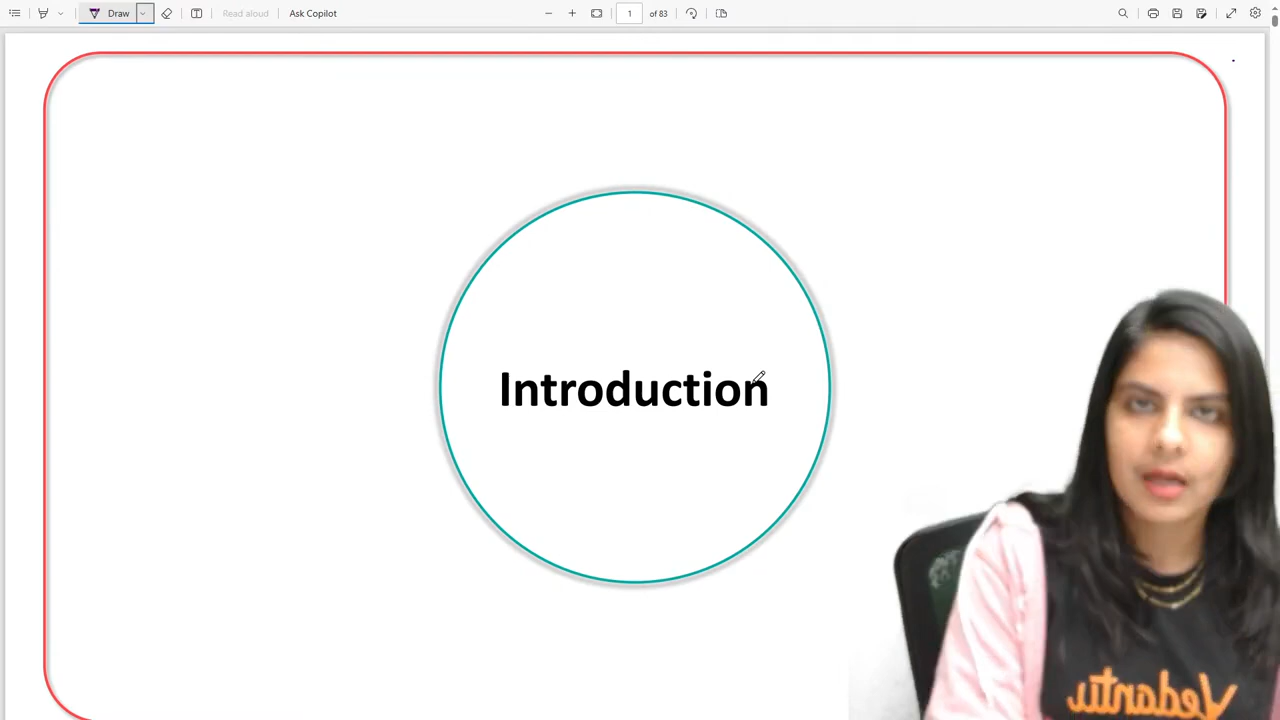 Draw
Read aloud
Ask Copilot
1
of 83
Introduction
Vedantu